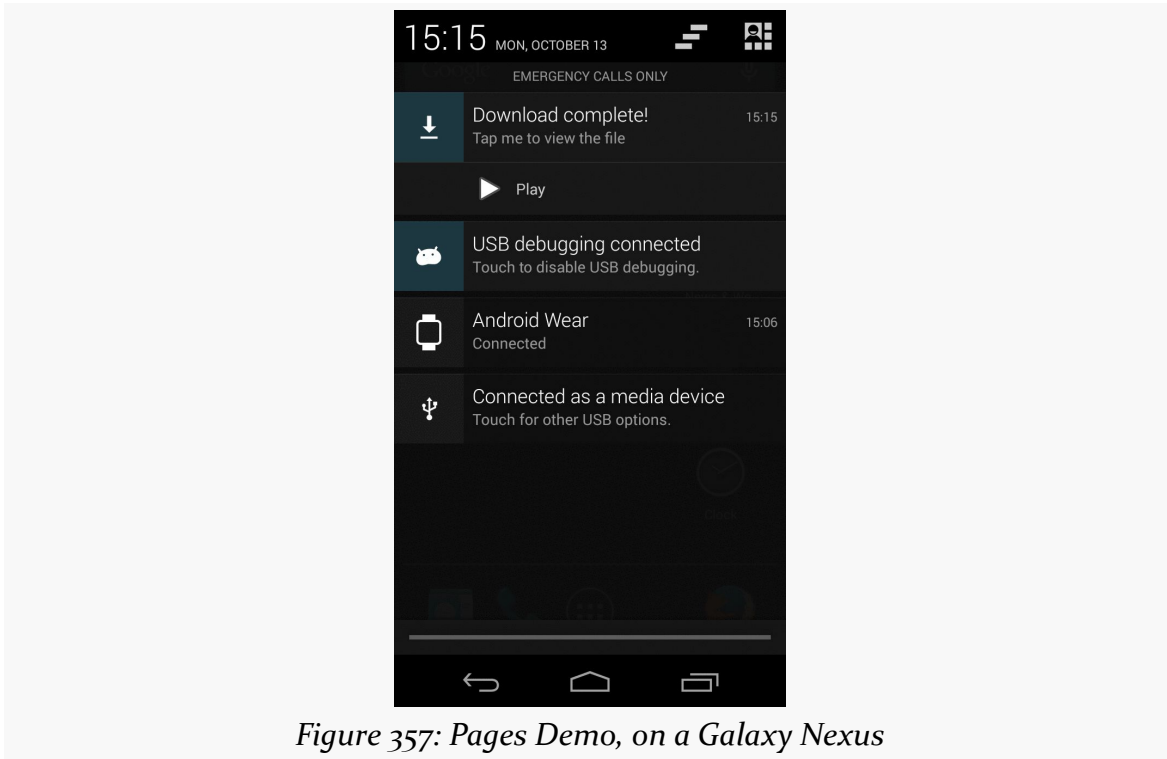 15:15 MON, OCTOBER 13
Google
EMERGENCY CALLS ONLY
Download complete! 15:15
Tap me to view the file
Play
USB debugging connected
Touch to disable USB debugging.
Android Wear 15:06
Connected
Connected as a media device
Touch for other USB options.
Clock
Figure 357: Pages Demo, on a Galaxy Nexus